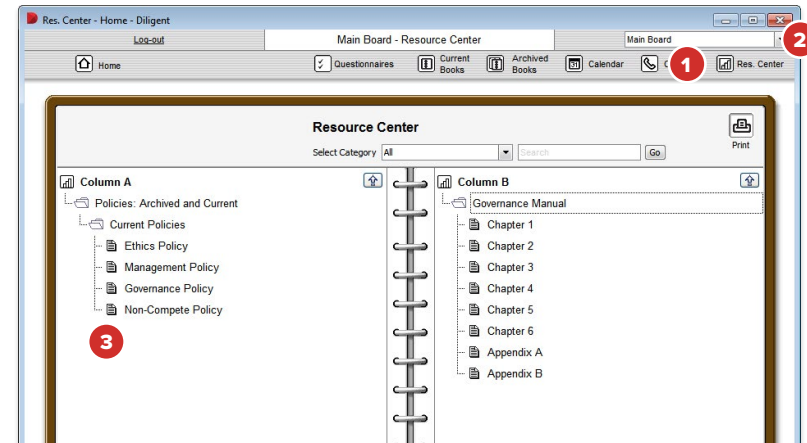 Res. Center - Home - Diligent
Log-out
Main Board - Resource Center
Main Board
2
Home
Questionnaires
Current
Books
Archived
Books
31
Calendar
1
Res. Center
Resource Center
Print
Select Category
All
Search
Go
Column A
Policies: Archived and Current
Current Policies
Ethics Policy
Management Policy
Governance Policy
Non-Compete Policy
3
Column B
Governance Manual
Chapter 1
Chapter 2
Chapter 3
Chapter 4
Chapter 5
Chapter 6
Appendix A
Appendix B